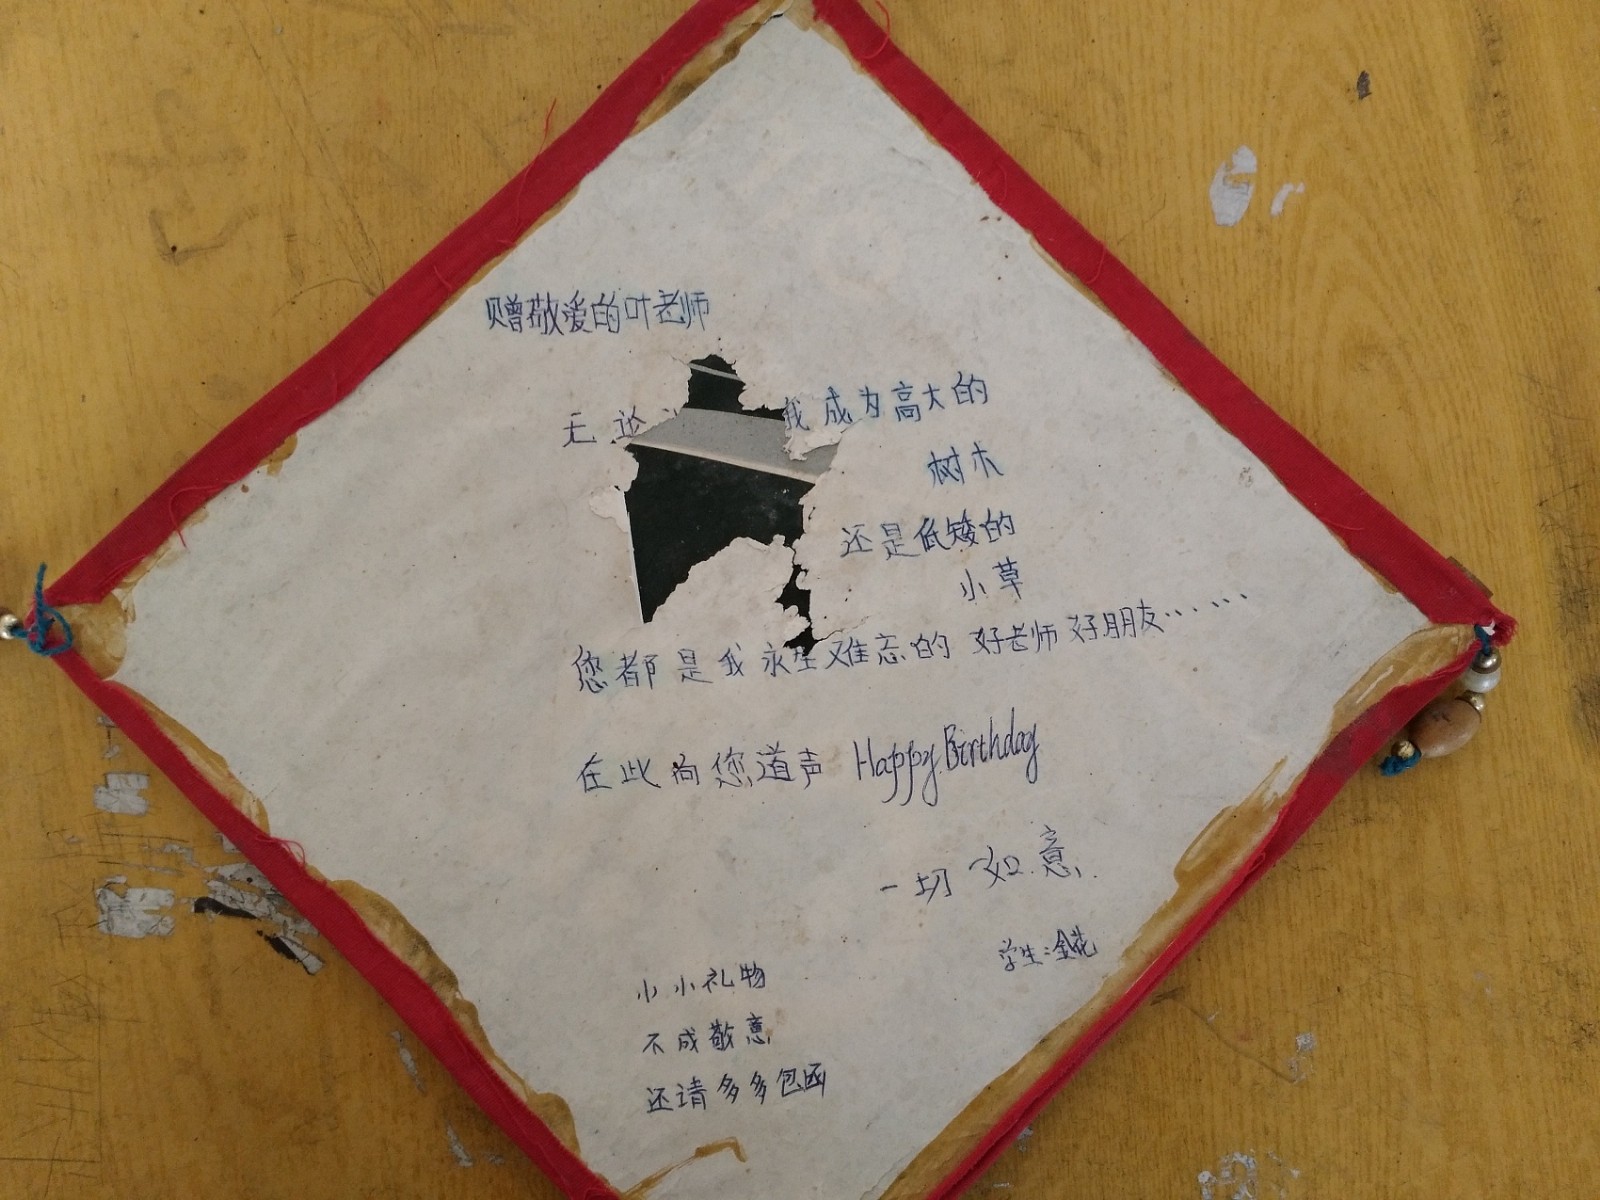 赠敬爱的叶老师
无论 我成为高大的
树木
还是低矮的
小草
您都是我永生难忘的 好老师 好朋友……
在此向您道声 Happy Birthday
一切如意.
学生:金花
小小礼物
不成敬意
还请多多包函